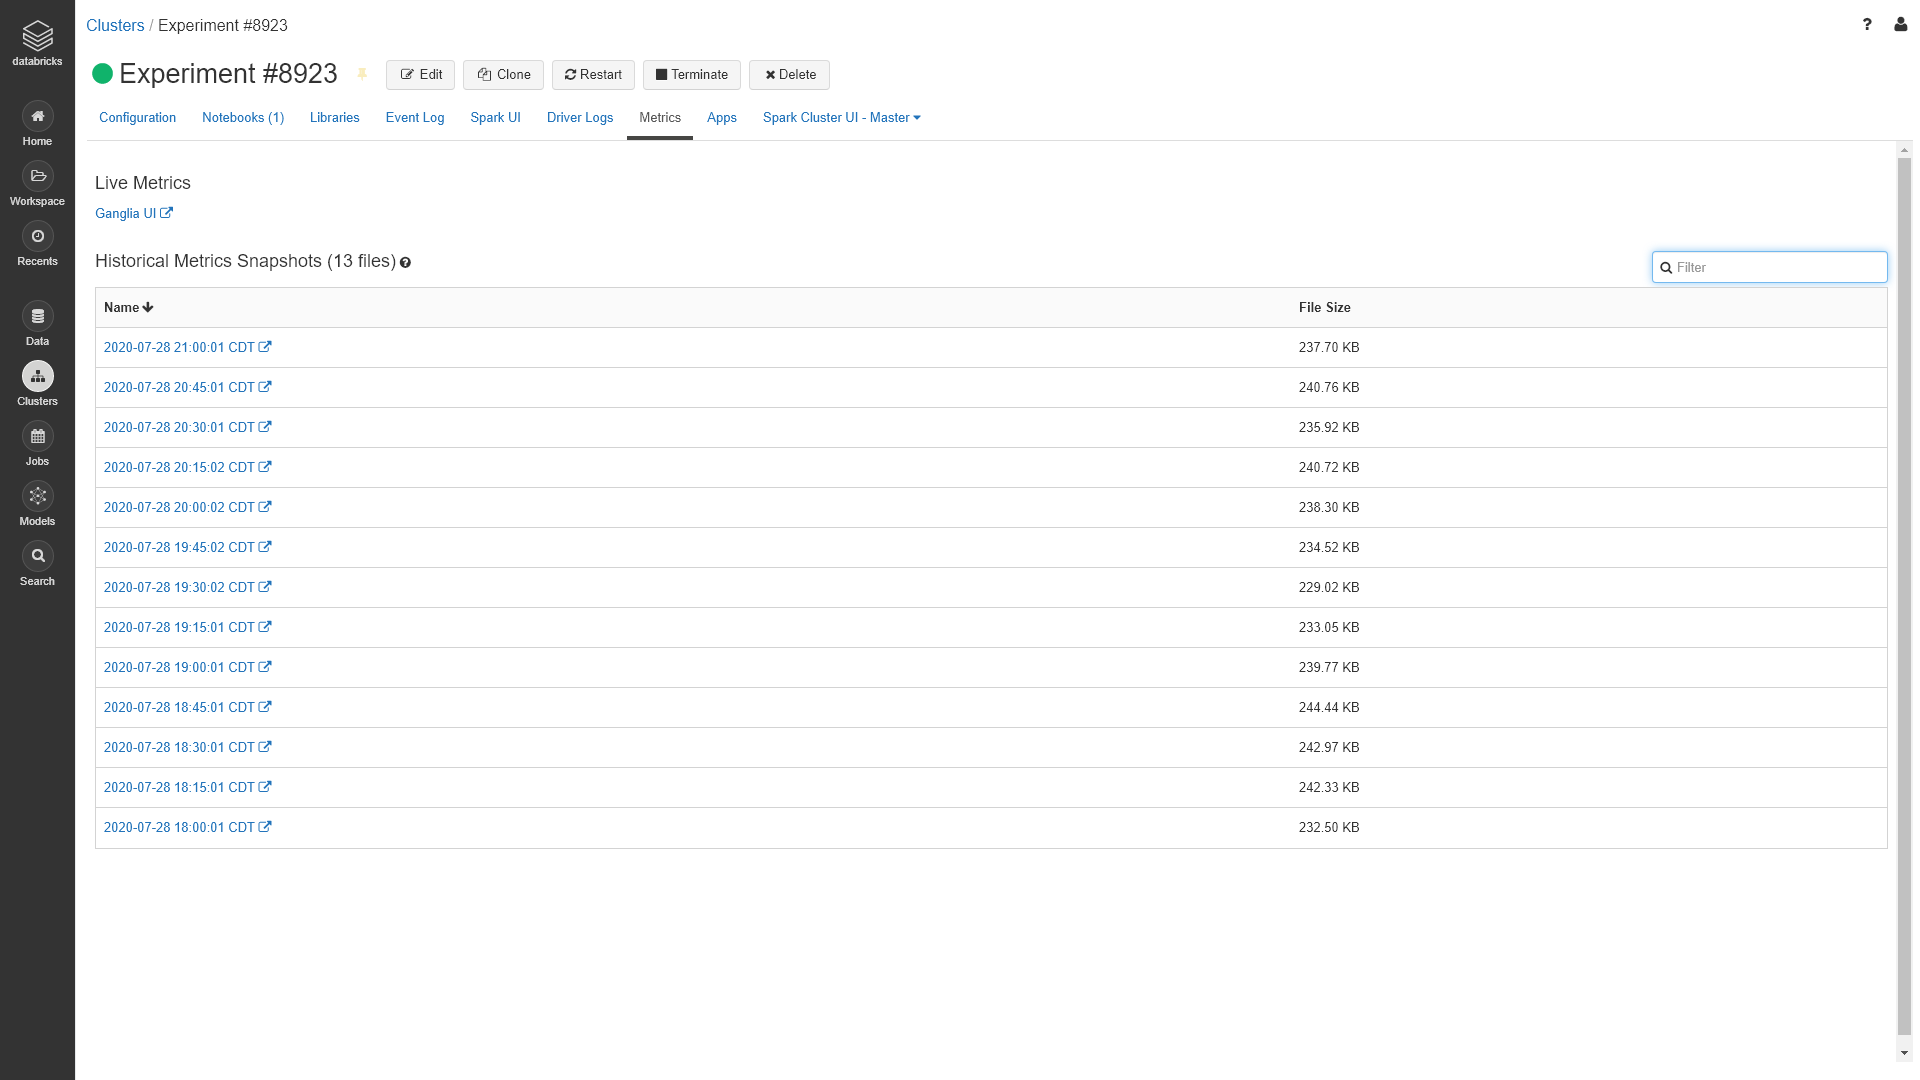 databricks
Home
Workspace
Recents
Data
Clusters
Jobs
Models
Search
Clusters / Experiment #8923
?
Experiment #8923
Edit
Clone
Restart
Terminate
Delete
Configuration
Notebooks (1)
Libraries
Event Log
Spark UI
Driver Logs
Metrics
Apps
Spark Cluster UI - Master
Live Metrics
Ganglia UI
Historical Metrics Snapshots (13 files) ?
Filter
Name File Size
2020-07-28 21:00:01 CDT 237.70 KB
2020-07-28 20:45:01 CDT 240.76 KB
2020-07-28 20:30:01 CDT 235.92 KB
2020-07-28 20:15:02 CDT 240.72 KB
2020-07-28 20:00:02 CDT 238.30 KB
2020-07-28 19:45:02 CDT 234.52 KB
2020-07-28 19:30:02 CDT 229.02 KB
2020-07-28 19:15:01 CDT 233.05 KB
2020-07-28 19:00:01 CDT 239.77 KB
2020-07-28 18:45:01 CDT 244.44 KB
2020-07-28 18:30:01 CDT 242.97 KB
2020-07-28 18:15:01 CDT 242.33 KB
2020-07-28 18:00:01 CDT 232.50 KB